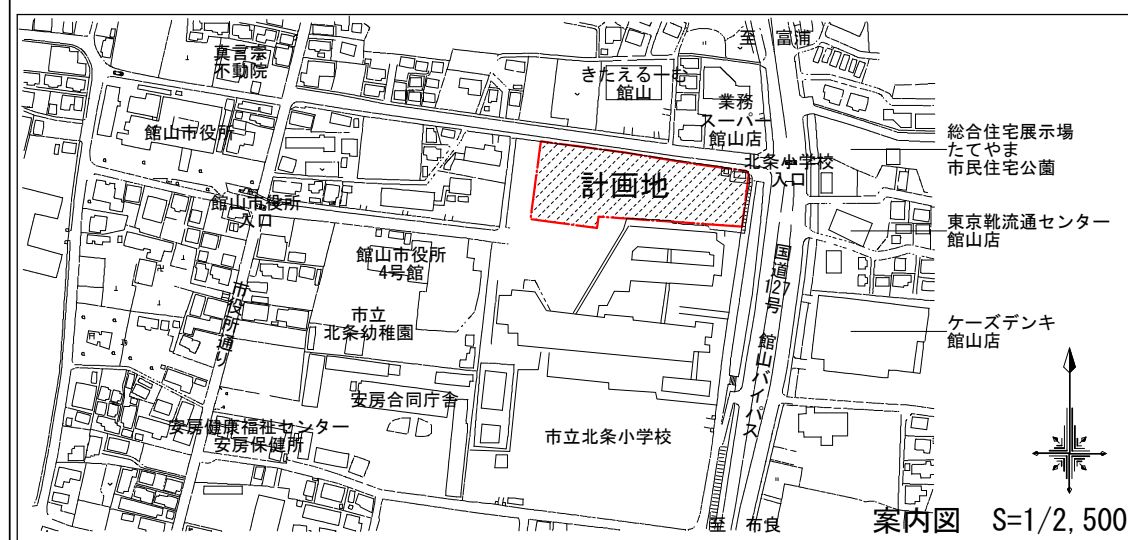 至 富浦
真言宗
不動院
きたえるーむ
館山
業務
スーパー
館山店
館山市役所
総合住宅展示場
たてやま
市民住宅公薗
北条小学校
入口
計画地
館山市役所
入口
東京靴流通センター
館山店
館山市役所
4号館
国道127号 館山バイパス
市役所通り
市立
北条幼稚園
ケーズデンキ
館山店
安房合同庁舎
安房健康福祉センター
安房保健所
市立北条小学校
至 布良
案内図 S=1/2,500